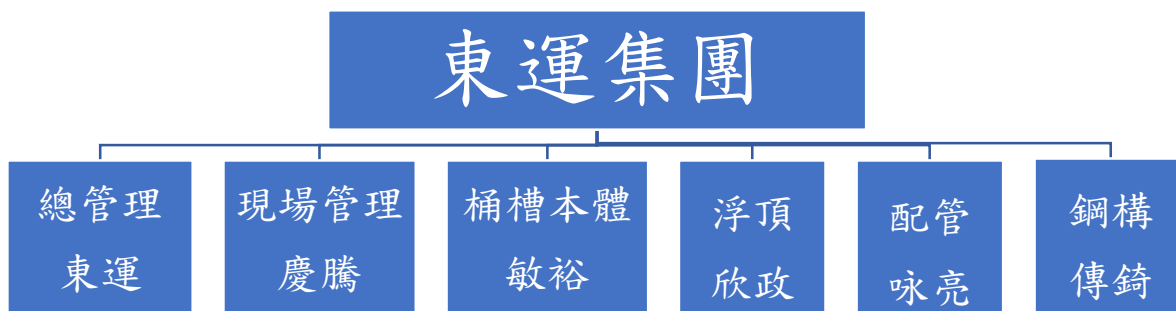 東運集團
總管理
東運
現場管理
慶騰
桶槽本體
敏裕
浮頂
欣政
配管
咏亮
鋼構
傳錡